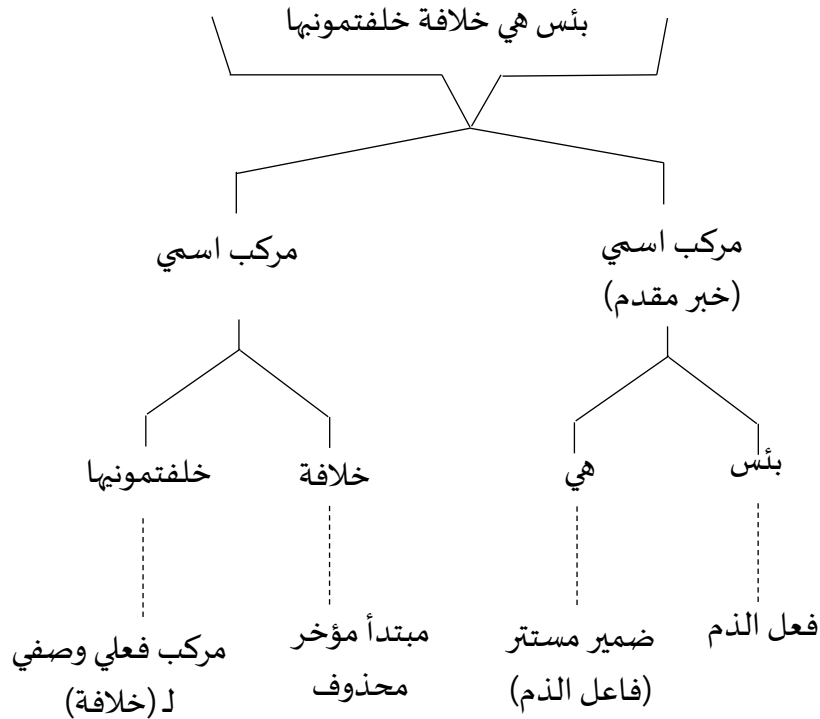 بئس هي خلافة خلفتمونيها
مركب اسمي
(خبر مقدم)
مركب اسمي
بئس
هي
خلافة
خلفتمونيها
فعل الذم
ضمير مستتر
(فاعل الذم)
مبتدأ مؤخر
محذوف
مركب فعلي وصفي
لـ (خلافة)